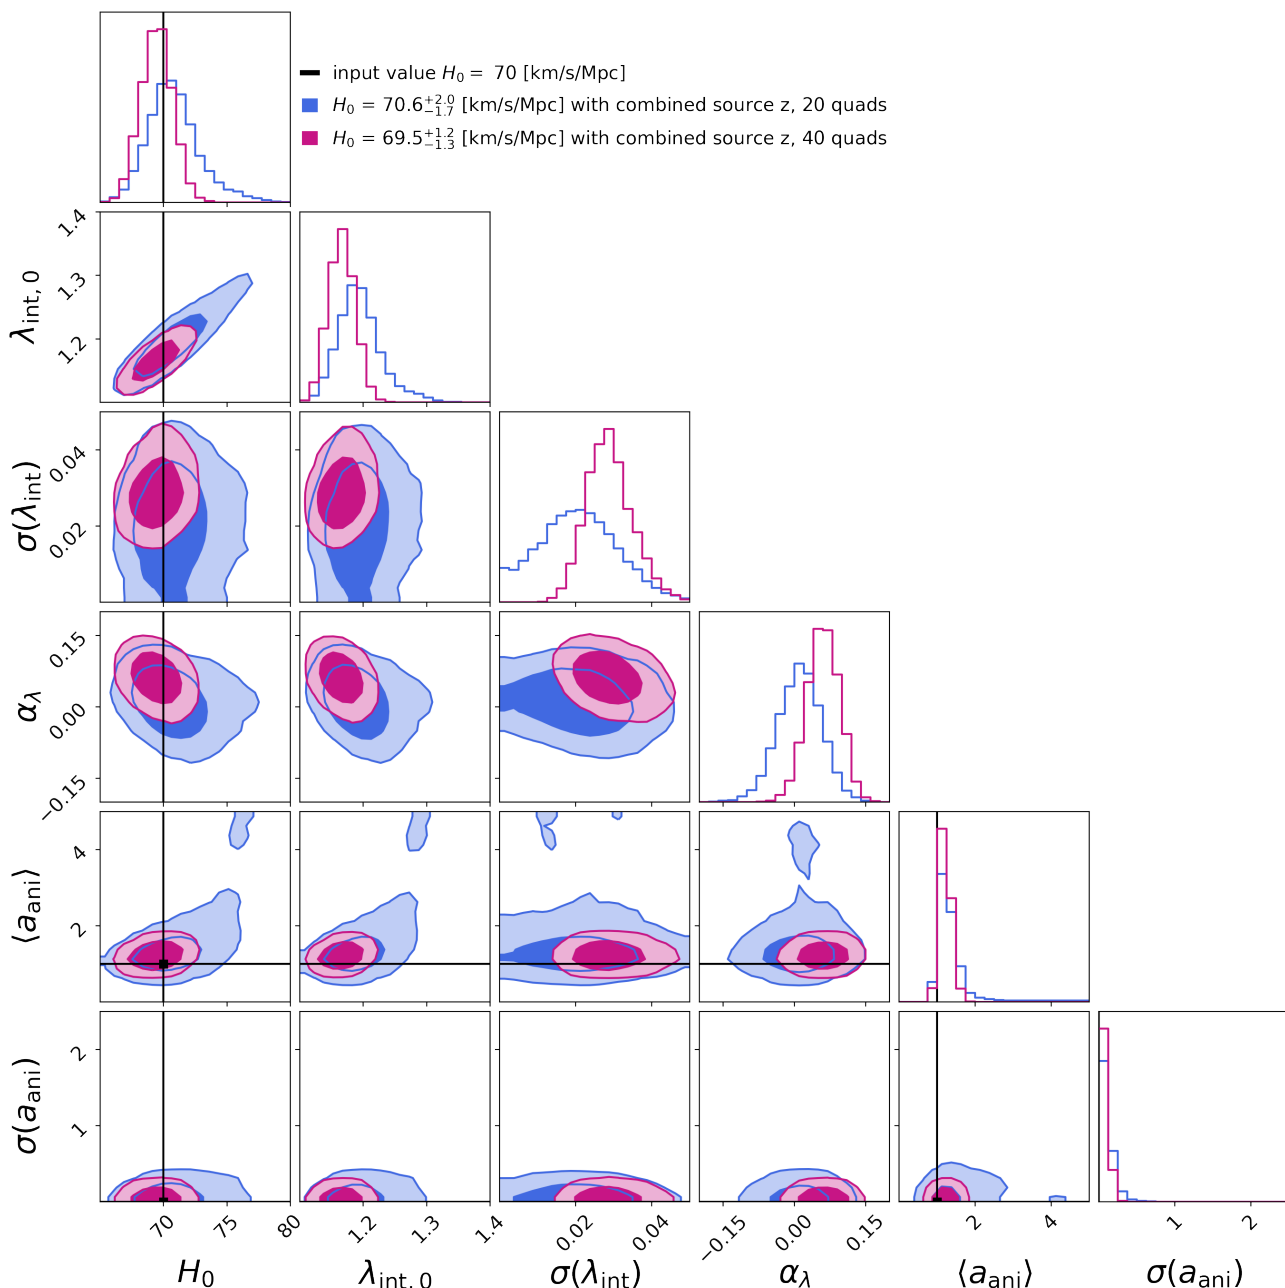 input value H₀ = 70 [km/s/Mpc]
H₀ = 70.6⁺²·⁰₋₁.₇ [km/s/Mpc] with combined source z, 20 quads
H₀ = 69.5⁺¹·²₋₁.₃ [km/s/Mpc] with combined source z, 40 quads
λint, 0
1.4
1.3
1.2
σ(λint)
0.04
0.02
αλ
0.15
0.00
−0.15
⟨aani⟩
4
2
σ(aani)
2
1
70 75 80 1.2 1.3 1.4 0.02 0.04 −0.15 0.00 0.15 2 4 1 2
H₀ λint, 0 σ(λint) αλ ⟨aani⟩ σ(aani)